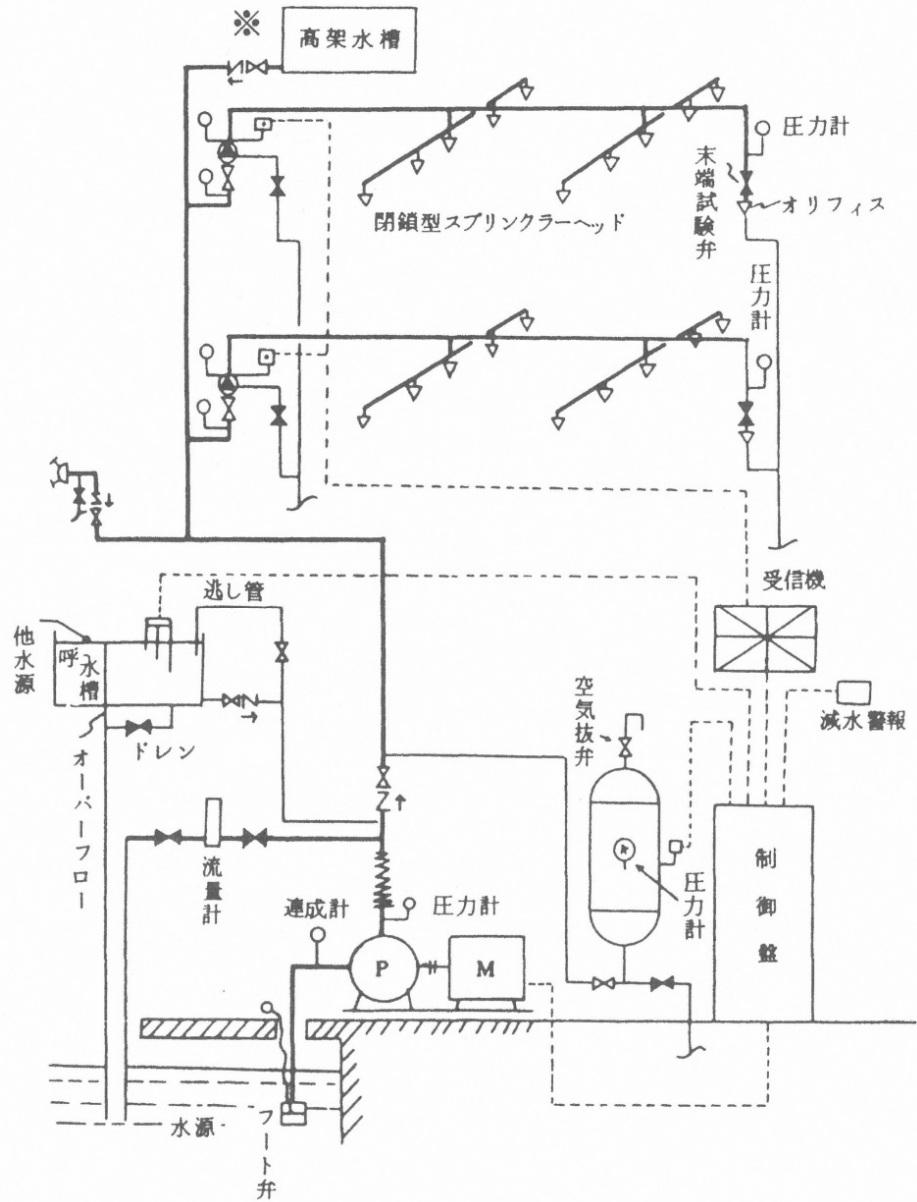 ※
高架水槽
圧力計
末端試験弁
オリフィス
閉鎖型スプリンクラーヘッド
圧力計
受信機
逃し管
他水源
呼水槽
減水警報
空気抜弁
ドレン
オーバーフロー
流量計
連成計
圧力計
圧力計
制御盤
P
M
水源
フート弁